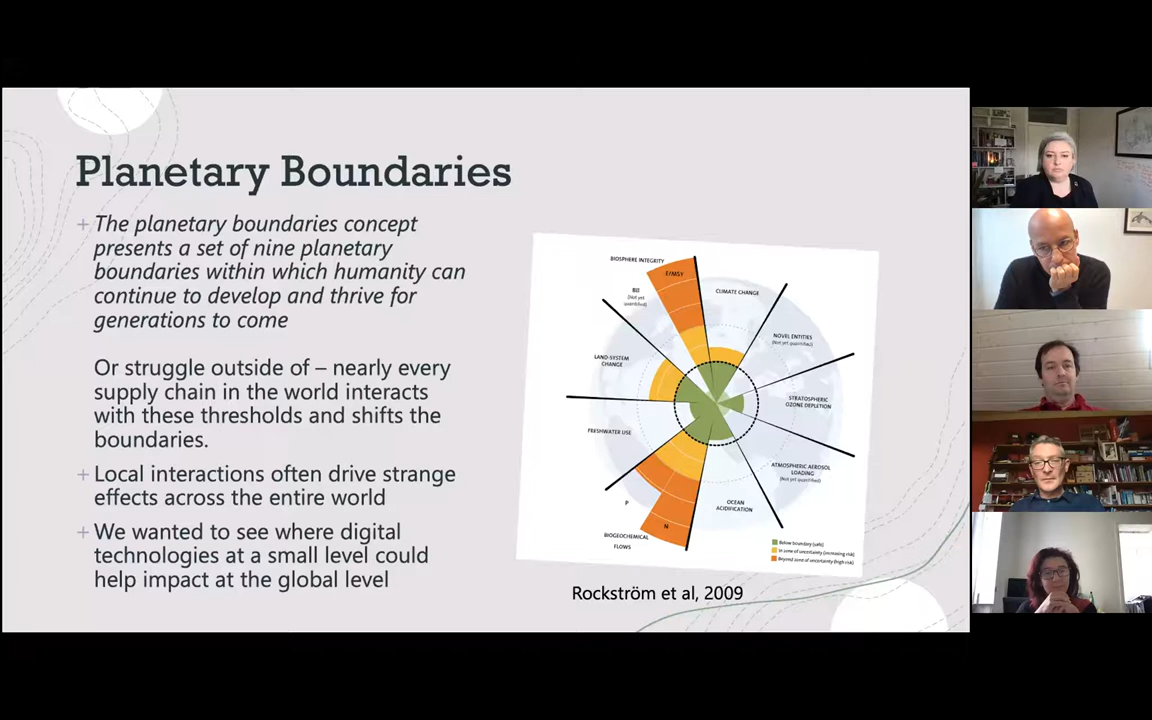 Planetary Boundaries
+ The planetary boundaries concept
presents a set of nine planetary
boundaries within which humanity can
continue to develop and thrive for
generations to come
Or struggle outside of – nearly every
supply chain in the world interacts
with these thresholds and shifts the
boundaries.
+ Local interactions often drive strange
effects across the entire world
+ We wanted to see where digital
technologies at a small level could
help impact at the global level
BIOSPHERE INTEGRITY
E/MSY
BII
(Not yet
quantified)
CLIMATE CHANGE
NOVEL ENTITIES
(Not yet quantified)
LAND-SYSTEM
CHANGE
STRATOSPHERIC
OZONE DEPLETION
FRESHWATER USE
ATMOSPHERIC AEROSOL
LOADING
(Not yet quantified)
P
N
OCEAN
ACIDIFICATION
BIOGEOCHEMICAL
FLOWS
Below boundary (safe)
In zone of uncertainty (increasing risk)
Beyond zone of uncertainty (high risk)
Rockström et al, 2009